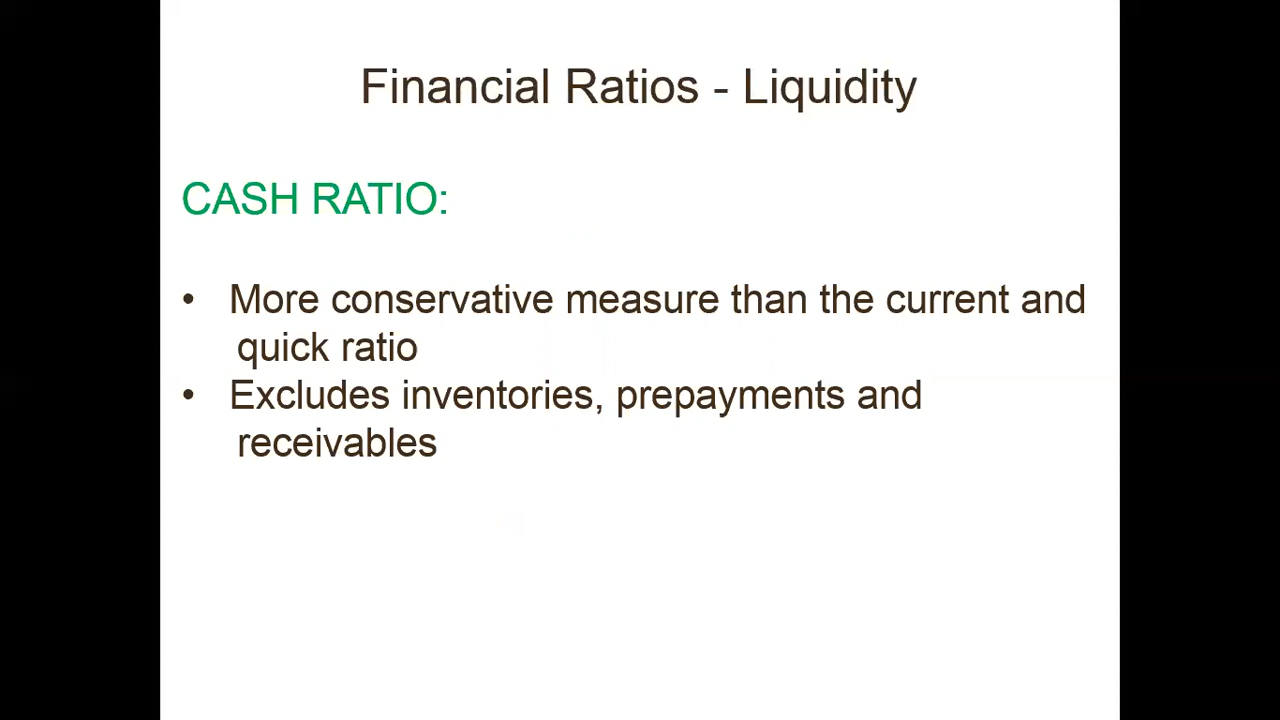 Financial Ratios - Liquidity
CASH RATIO:
• More conservative measure than the current and
quick ratio
• Excludes inventories, prepayments and
receivables